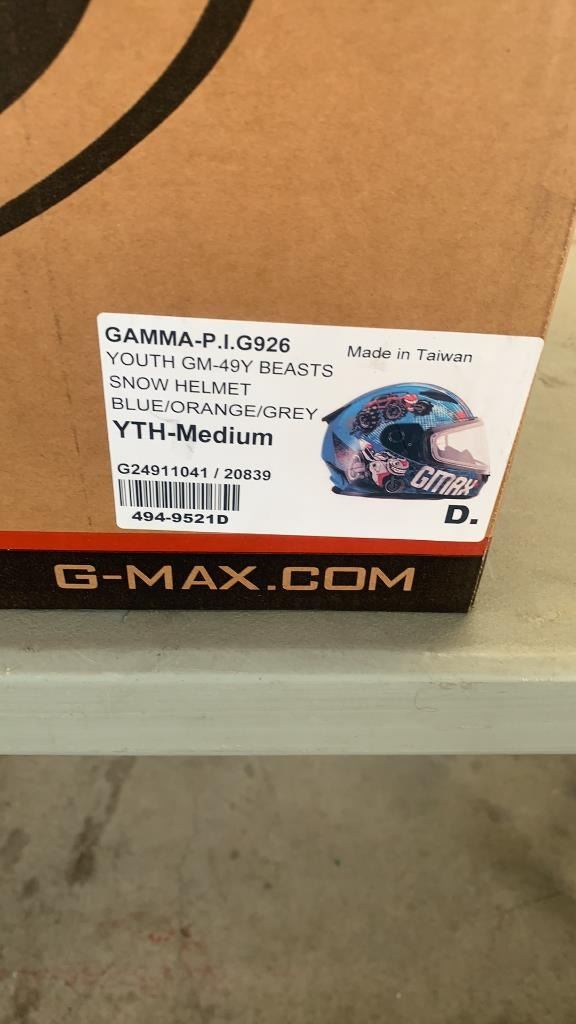 GAMMA-P.I.G926
Made in Taiwan
YOUTH GM-49Y BEASTS
SNOW HELMET
BLUE/ORANGE/GREY
YTH-Medium
G24911041 / 20839
494-9521D
GMAX
D.
G-MAX.COM